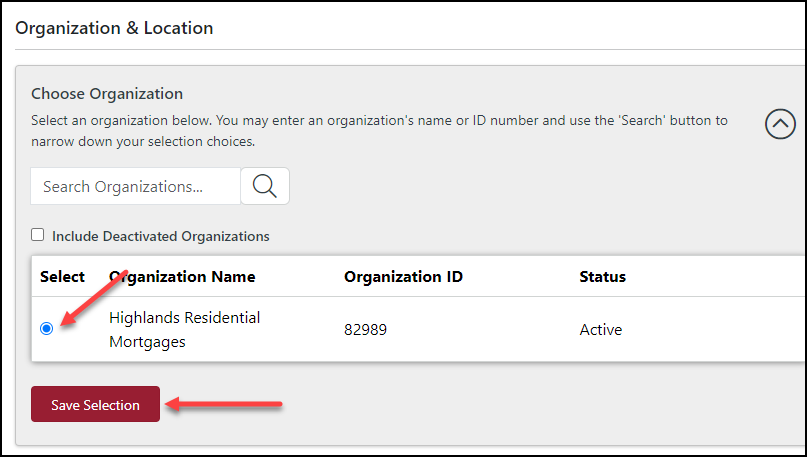 Organization & Location
Choose Organization
Select an organization below. You may enter an organization's name or ID number and use the 'Search' button to
narrow down your selection choices.
Search Organizations...
Include Deactivated Organizations
Select Organization Name Organization ID Status
Highlands Residential
Mortgages 82989 Active
Save Selection